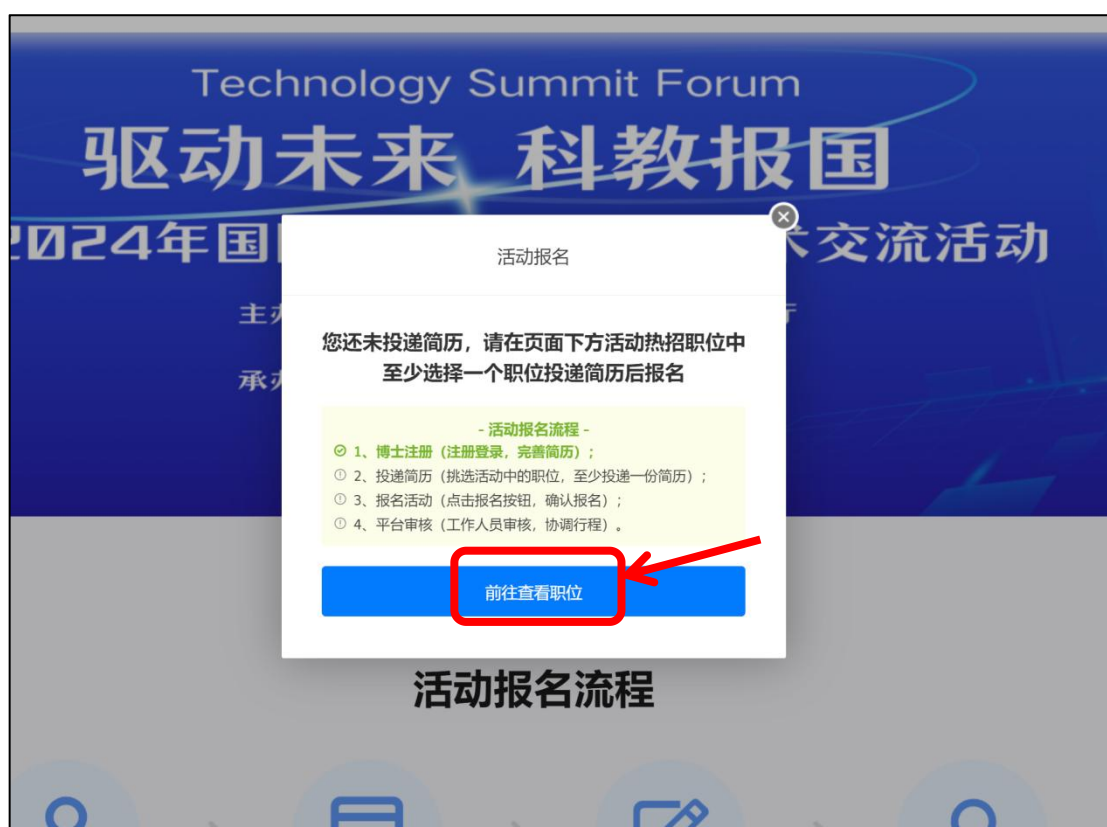 Technology Summit Forum
驱动未来 科教报国
2024年国
术交流活动
主办
承办
活动报名
您还未投递简历，请在页面下方活动热招职位中
至少选择一个职位投递简历后报名
- 活动报名流程 -
1、博士注册（注册登录，完善简历）；
2、投递简历（挑选活动中的职位，至少投递一份简历）；
3、报名活动（点击报名按钮，确认报名）；
4、平台审核（工作人员审核，协调行程）。
前往查看职位
活动报名流程